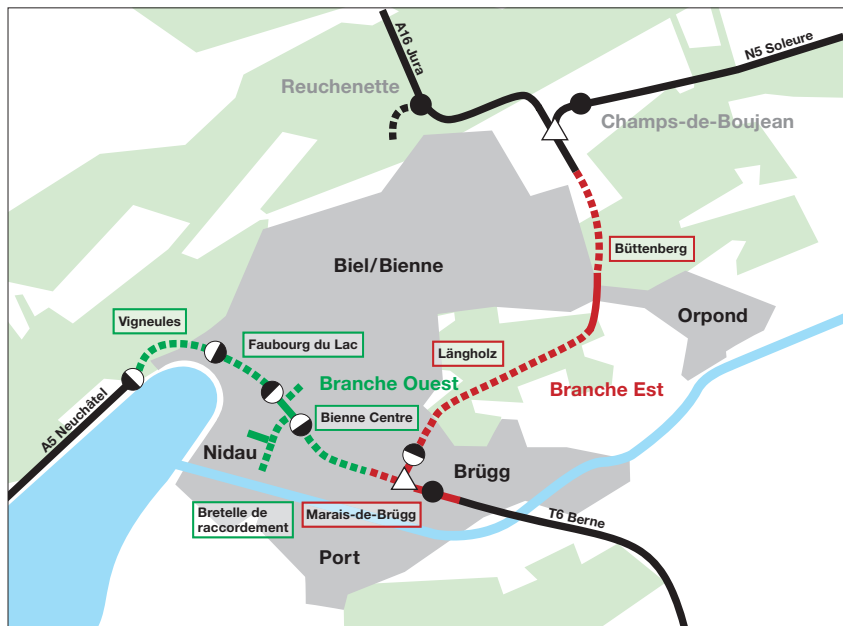 A16 Jura
N5 Soleure
Reuchenette
Champs-de-Boujean
Büttenberg
Biel/Bienne
Orpond
Vigneules
Faubourg du Lac
Längholz
Branche Ouest
Branche Est
A5 Neuchâtel
Bienne Centre
Nidau
Brügg
Bretelle de
raccordement
Marais-de-Brügg
T6 Berne
Port